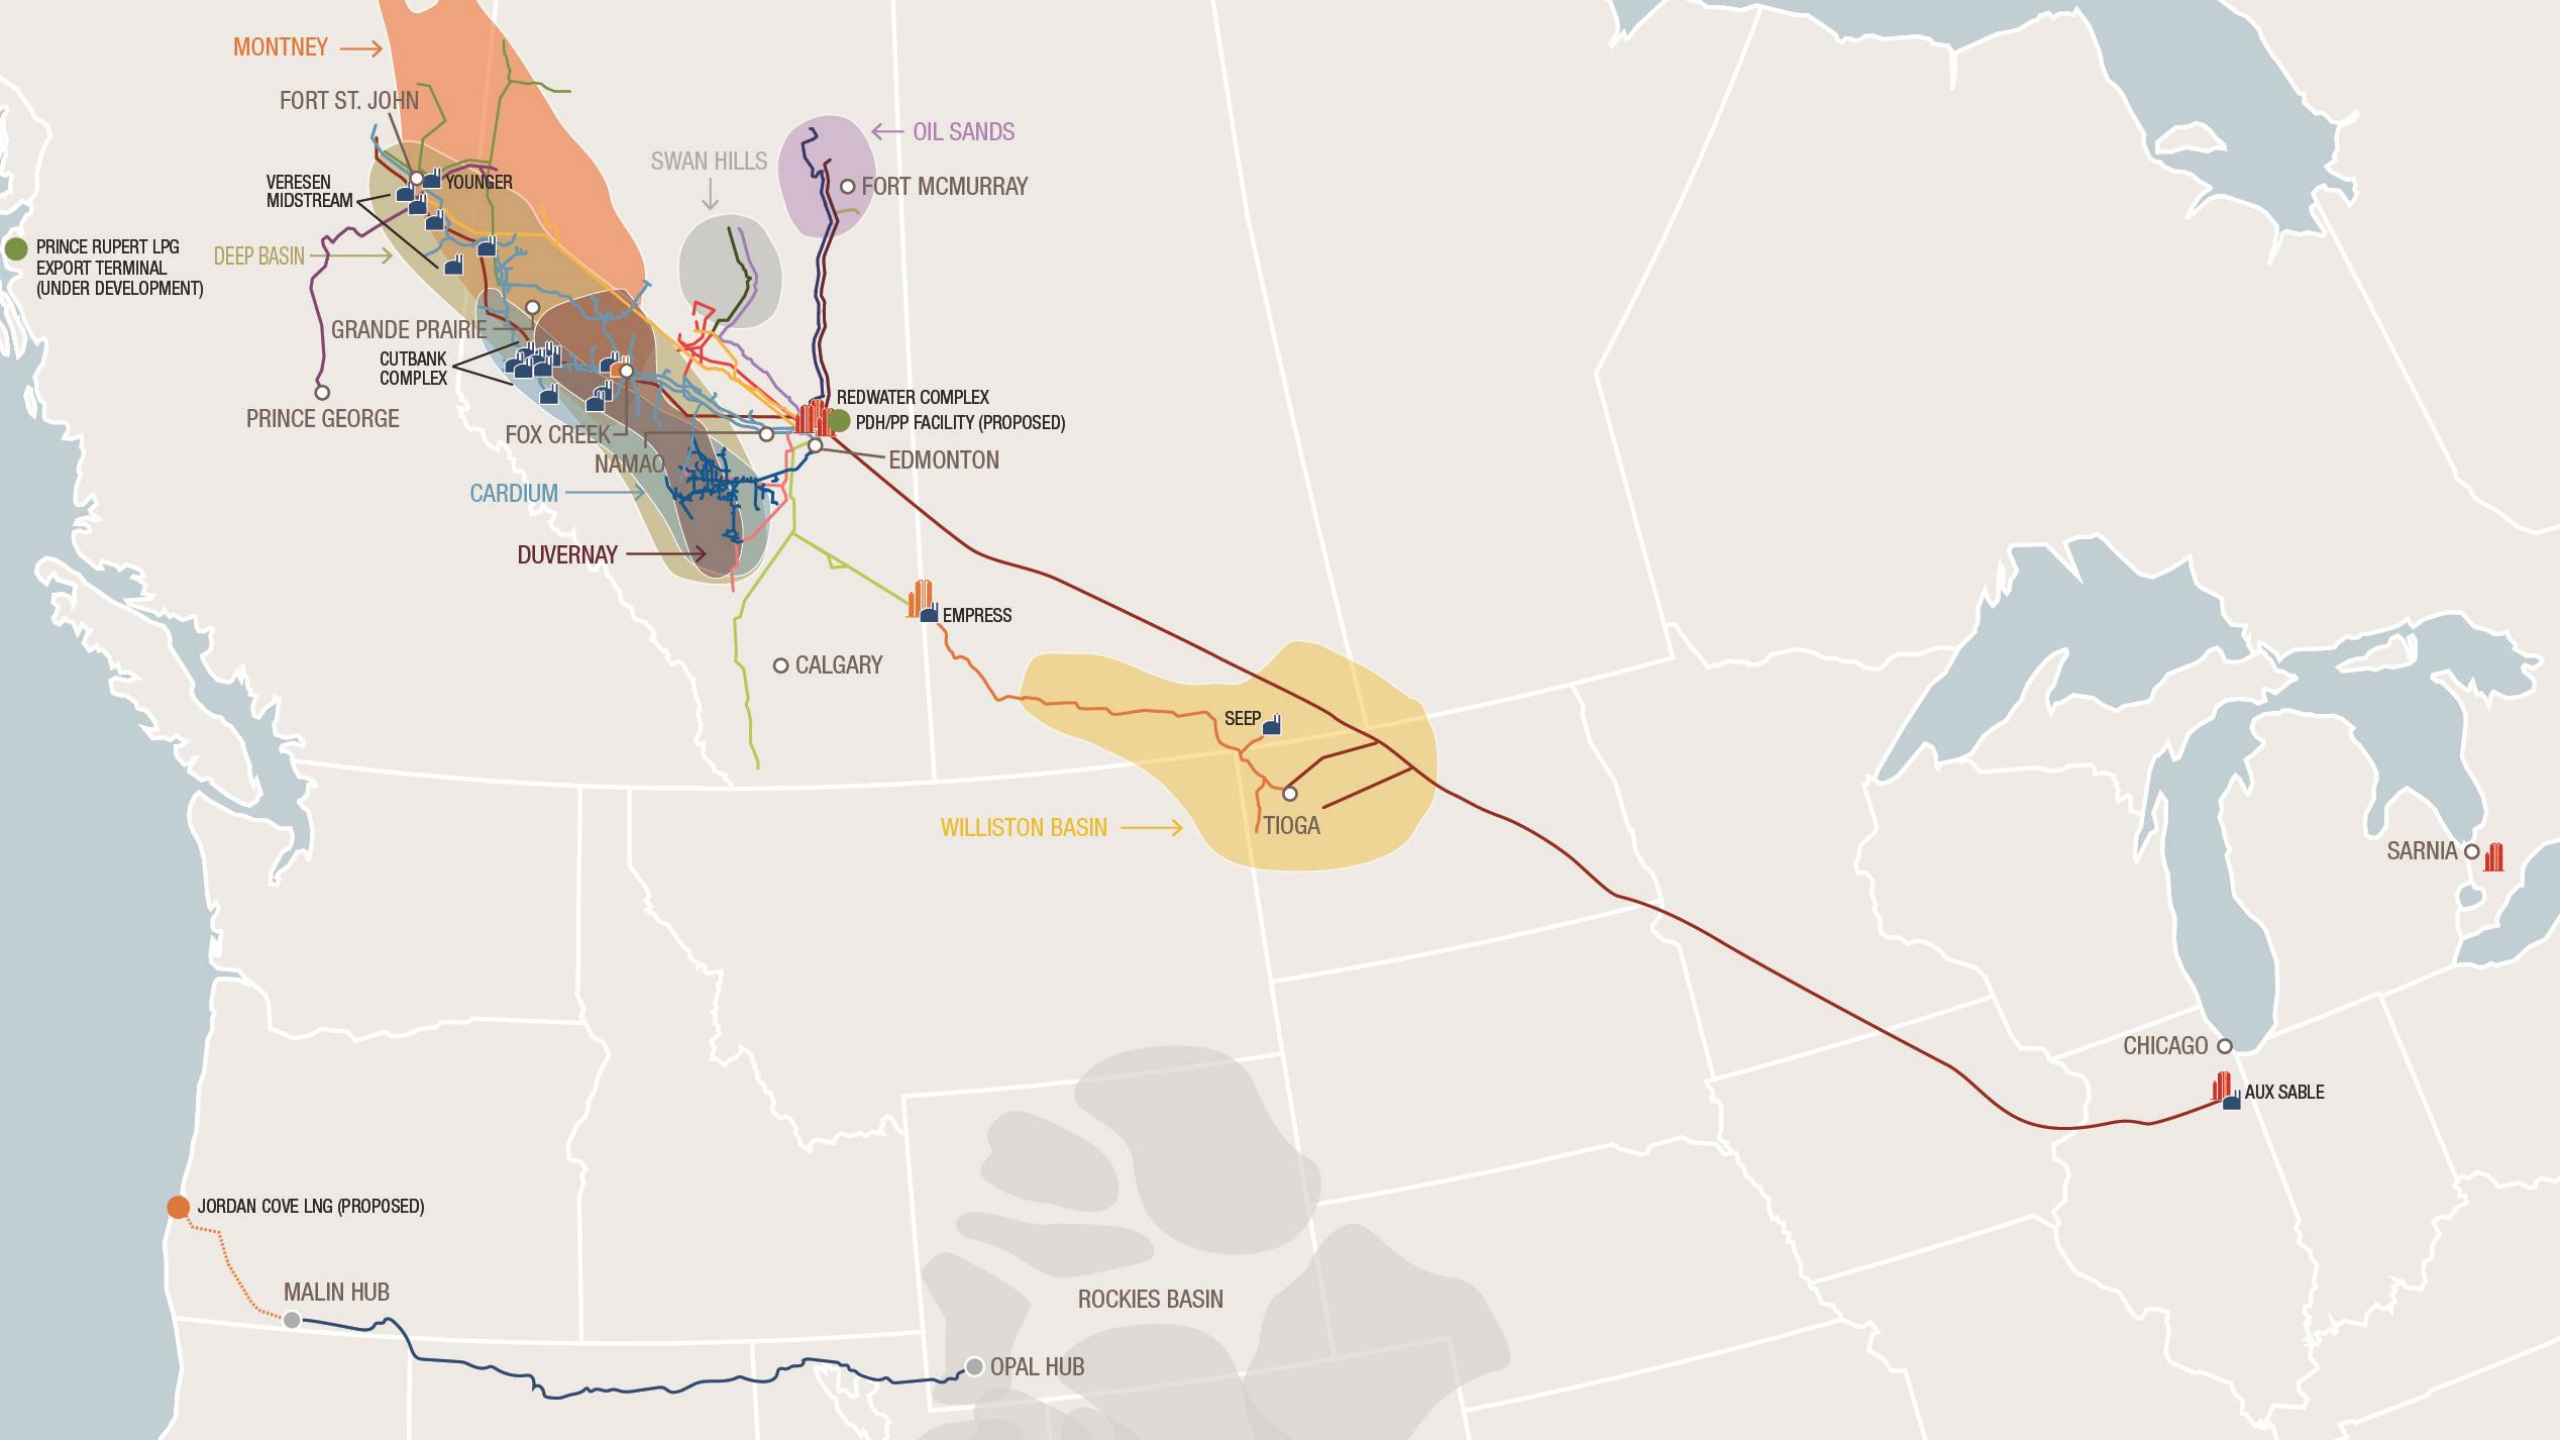 MONTNEY
FORT ST. JOHN
OIL SANDS
SWAN HILLS
FORT MCMURRAY
VERESEN
MIDSTREAM
YOUNGER
PRINCE RUPERT LPG
EXPORT TERMINAL
(UNDER DEVELOPMENT)
DEEP BASIN
GRANDE PRAIRIE
CUTBANK
COMPLEX
PRINCE GEORGE
REDWATER COMPLEX
PDH/PP FACILITY (PROPOSED)
FOX CREEK
NAMAO
EDMONTON
CARDIUM
DUVERNAY
EMPRESS
CALGARY
SEEP
WILLISTON BASIN
TIOGA
SARNIA
CHICAGO
AUX SABLE
JORDAN COVE LNG (PROPOSED)
MALIN HUB
ROCKIES BASIN
OPAL HUB